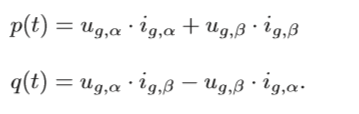 p(t) = u_{g,α} · i_{g,α} + u_{g,β} · i_{g,β}
q(t) = u_{g,α} · i_{g,β} − u_{g,β} · i_{g,α}.